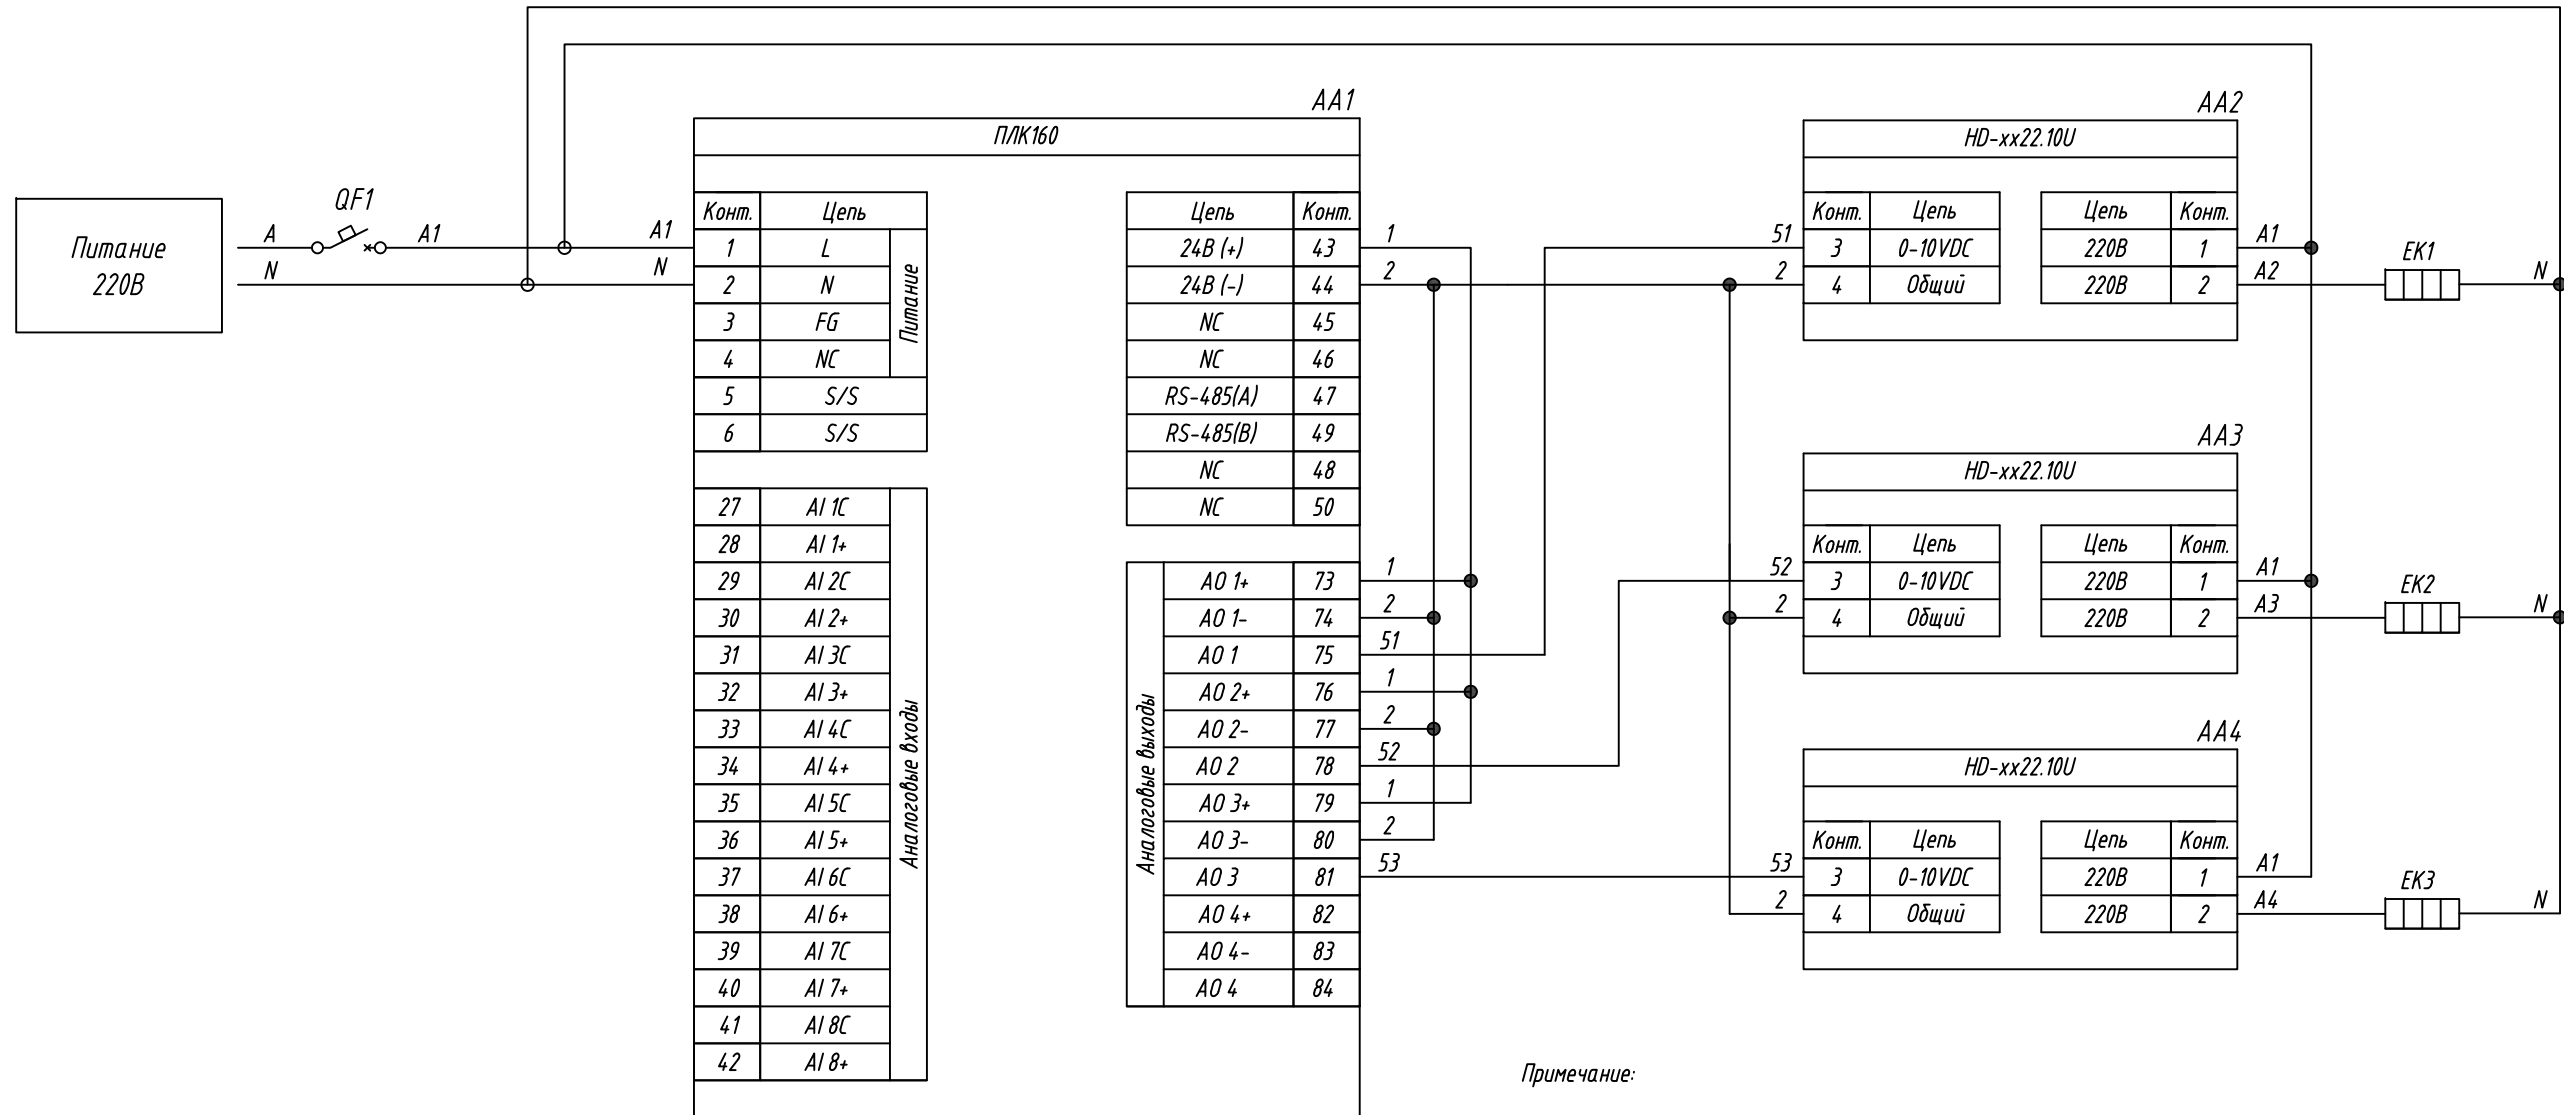 Питание
220В
QF1
A
A1
A1
N
N
AA1
ПЛК160
Конт.
Цепь
1
L
2
N
3
FG
4
NC
Питание
5
S/S
6
S/S
27
AI 1C
28
AI 1+
29
AI 2C
30
AI 2+
31
AI 3C
32
AI 3+
33
AI 4C
34
AI 4+
35
AI 5C
36
AI 5+
37
AI 6C
38
AI 6+
39
AI 7C
40
AI 7+
41
AI 8C
42
AI 8+
Аналоговые входы
Цепь
Конт.
24В (+)
43
24В (-)
44
NC
45
NC
46
RS-485(A)
47
RS-485(B)
49
NC
48
NC
50
Аналоговые выходы
AO 1+
73
AO 1-
74
AO 1
75
AO 2+
76
AO 2-
77
AO 2
78
AO 3+
79
AO 3-
80
AO 3
81
AO 4+
82
AO 4-
83
AO 4
84
1
2
1
2
51
1
2
52
1
2
53
AA2
HD-xx22.10U
51
2
Конт.
Цепь
3
0-10VDC
4
Общий
Цепь
Конт.
220В
1
220В
2
A1
A2
EK1
N
AA3
HD-xx22.10U
52
2
Конт.
Цепь
3
0-10VDC
4
Общий
Цепь
Конт.
220В
1
220В
2
A1
A3
EK2
N
AA4
HD-xx22.10U
53
2
Конт.
Цепь
3
0-10VDC
4
Общий
Цепь
Конт.
220В
1
220В
2
A1
A4
EK3
N
Примечание: